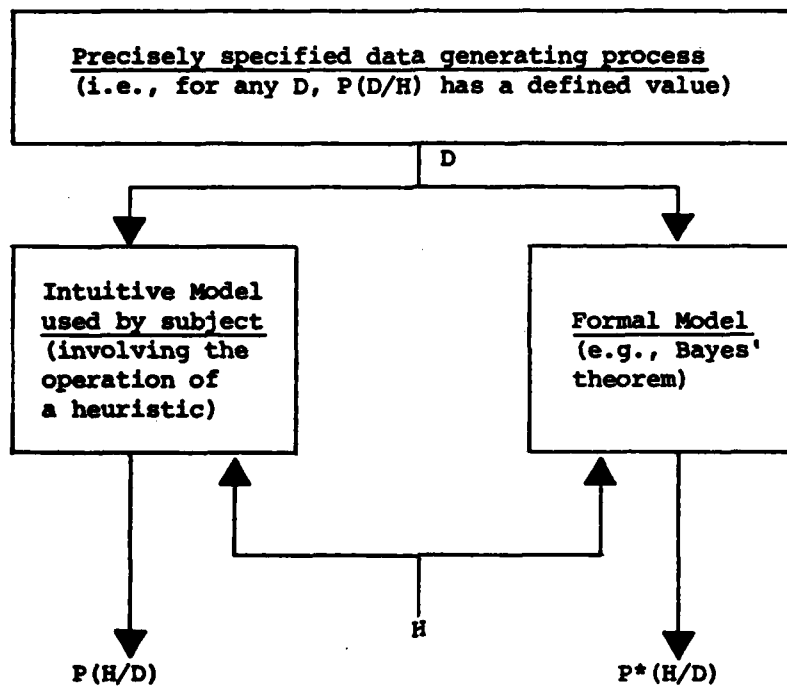 Precisely specified data generating process
(i.e., for any D, P(D/H) has a defined value)
D
Intuitive Model
used by subject
(involving the
operation of
a heuristic)
Formal Model
(e.g., Bayes'
theorem)
H
P(H/D)
P*(H/D)